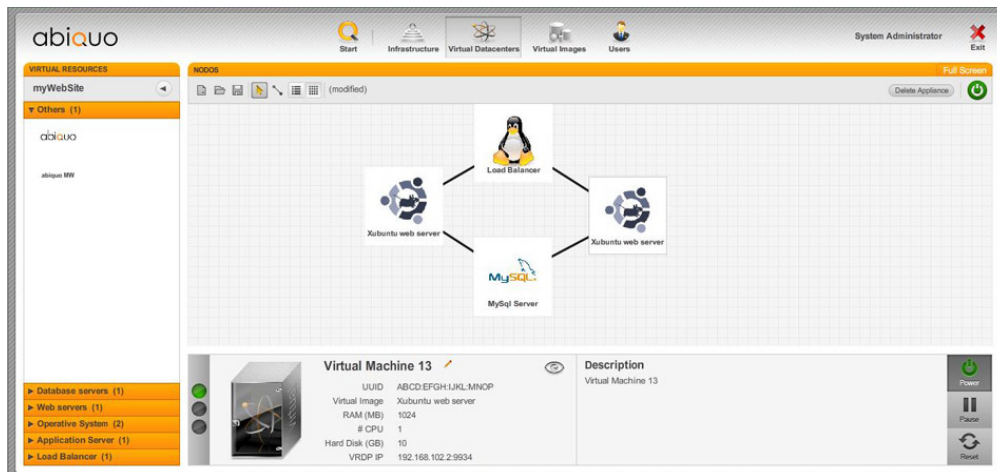 abiquo
Start
Infrastructure
Virtual Datacenters
Virtual Images
Users
System Administrator
Exit
VIRTUAL RESOURCES
myWebSite
Others (1)
abiquo
abiquo MW
Database servers (1)
Web servers (1)
Operative System (2)
Application Server (1)
Load Balancer (1)
NODOS
Full Screen
(modified)
Delete Appliance
Load Balancer
Xubuntu web server
Xubuntu web server
MySQL
MySql Server
Virtual Machine 13
UUID ABCD:EFGH:IJKL:MNOP
Virtual Image Xubuntu web server
RAM (MB) 1024
# CPU 1
Hard Disk (GB) 10
VRDP IP 192.168.102.2:9934
Description
Virtual Machine 13
Power
Pause
Reset